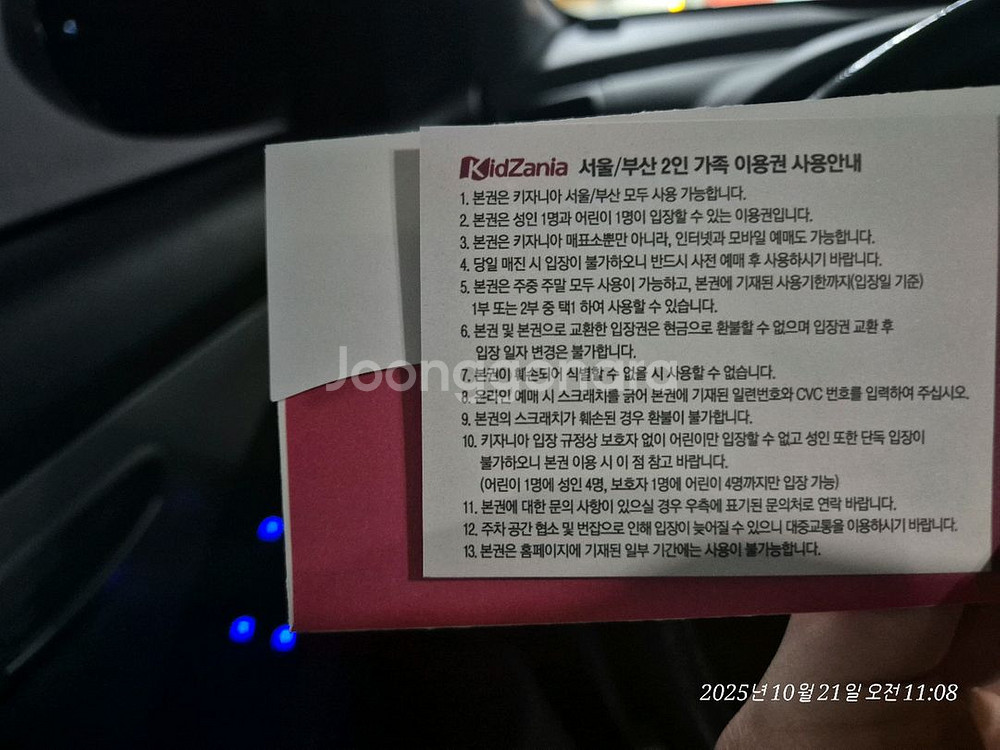 KidZania 서울/부산 2인 가족 이용권 사용안내
1. 본권은 키자니아 서울/부산 모두 사용 가능합니다.
2. 본권은 성인 1명과 어린이 1명이 입장할 수 있는 이용권입니다.
3. 본권은 키자니아 매표소뿐만 아니라, 인터넷과 모바일 예매도 가능합니다.
4. 당일 매진 시 입장이 불가하오니 반드시 사전 예매 후 사용하시기 바랍니다.
5. 본권은 주중 주말 모두 사용이 가능하고, 본권에 기재된 사용기한까지(입장일 기준)
1부 또는 2부 중 택1 하여 사용할 수 있습니다.
6. 본권 및 본권으로 교환한 입장권은 현금으로 환불할 수 없으며 입장권 교환 후
입장 일자 변경은 불가합니다.
Joonggonara
7. 본권이 훼손되어 식별할 수 없을 시 사용할 수 없습니다.
8. 온라인 예매 시 스크래치를 긁어 본권에 기재된 일련번호와 CVC 번호를 입력하여 주십시오.
9. 본권의 스크래치가 훼손된 경우 환불이 불가합니다.
10. 키자니아 입장 규정상 보호자 없이 어린이만 입장할 수 없고 성인 또한 단독 입장이
불가하오니 본권 이용 시 이 점 참고 바랍니다.
(어린이 1명에 성인 4명, 보호자 1명에 어린이 4명까지만 입장 가능)
11. 본권에 대한 문의 사항이 있으실 경우 우측에 표기된 문의처로 연락 바랍니다.
12. 주차 공간 협소 및 번잡으로 인해 입장이 늦어질 수 있으니 대중교통을 이용하시기 바랍니다.
13. 본권은 홈페이지에 기재된 일부 기간에는 사용이 불가능합니다.
2025년10월21일 오전11:08